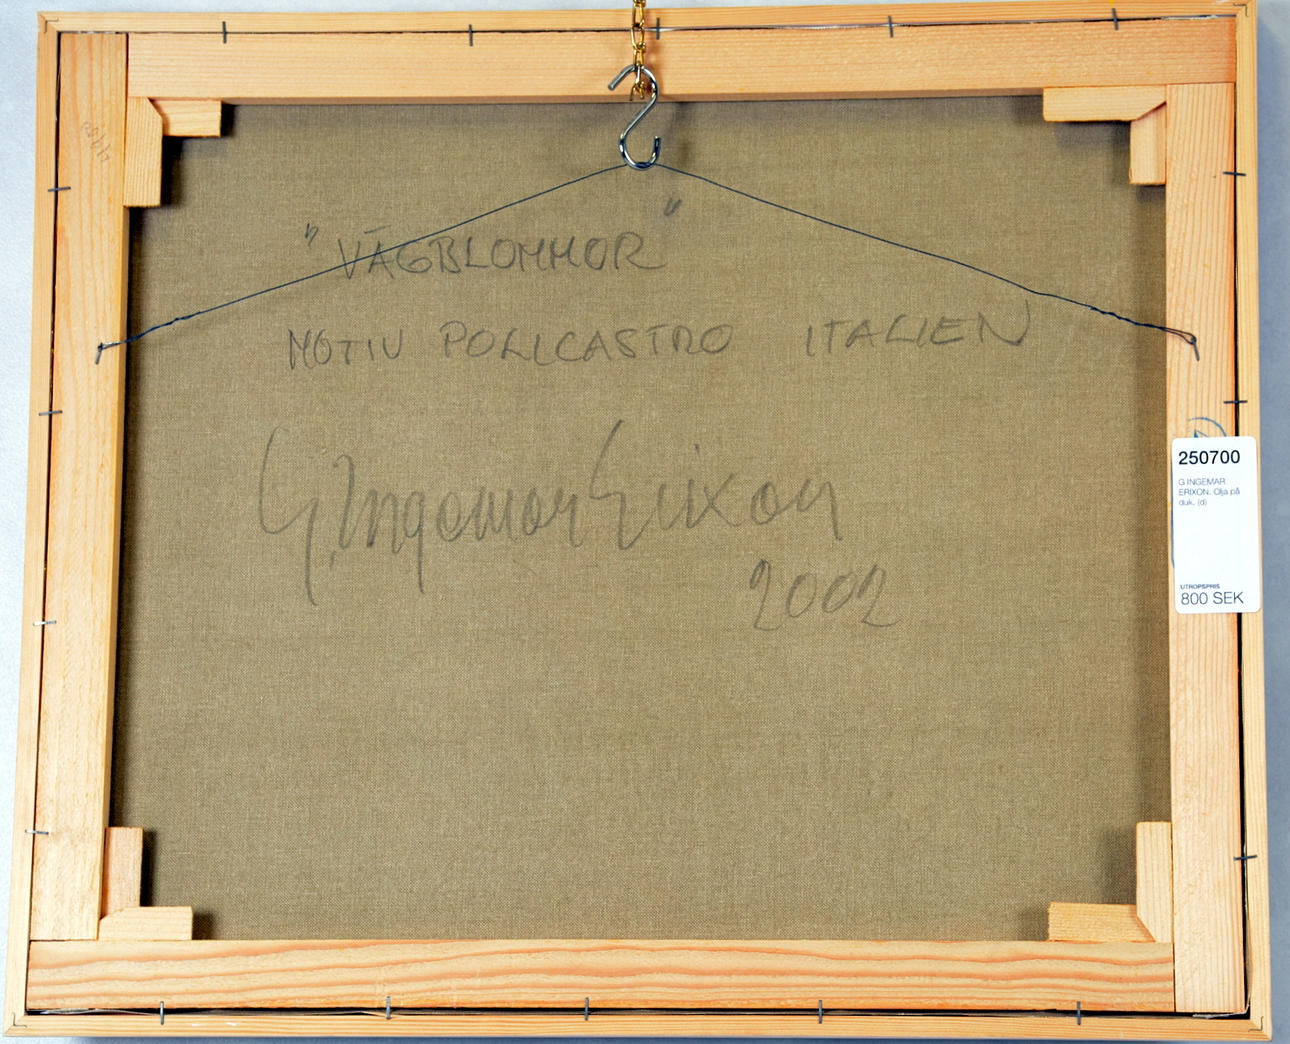 "VÄGBLOMMOR"
MOTIV POLICASTRO ITALIEN
G. Ingemar Erixon
2002
250700
G INGEMAR
ERIXON. Olja på
duk. (d)
UTROPSPRIS
800 SEK